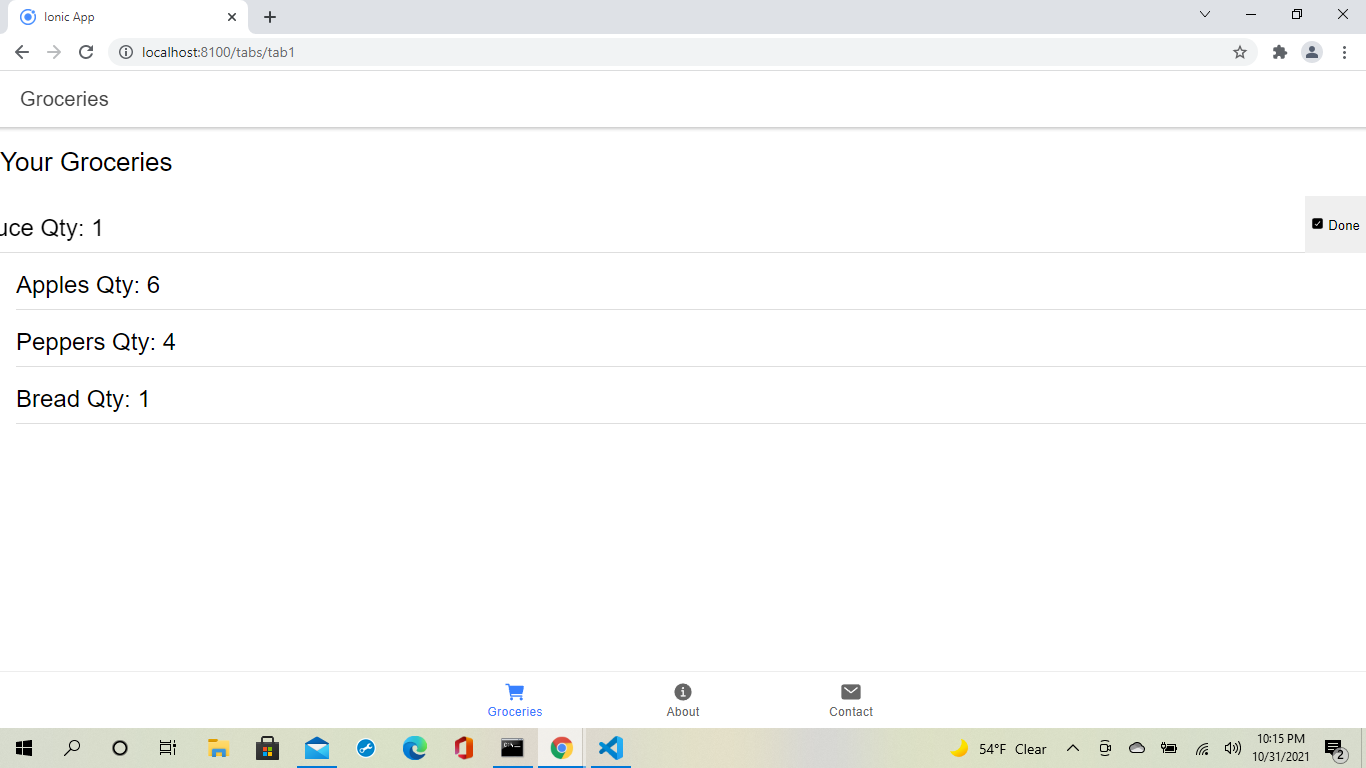 Ionic App
localhost:8100/tabs/tab1
Groceries
Your Groceries
uce Qty: 1
Done
Apples Qty: 6
Peppers Qty: 4
Bread Qty: 1
Groceries
About
Contact
54°F Clear
10:15 PM
10/31/2021
2